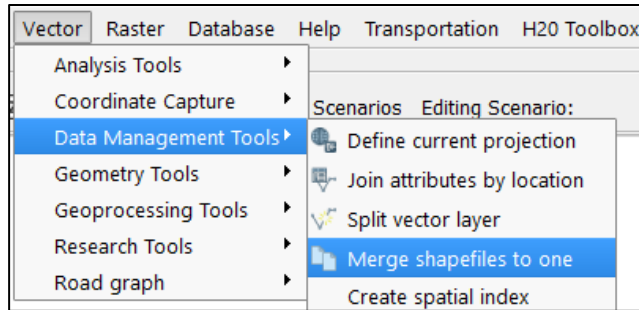 Vector Raster Database Help Transportation H20 Toolbox
Analysis Tools
Coordinate Capture Scenarios Editing Scenario:
Data Management Tools Define current projection
Geometry Tools Join attributes by location
Geoprocessing Tools Split vector layer
Research Tools Merge shapefiles to one
Road graph Create spatial index